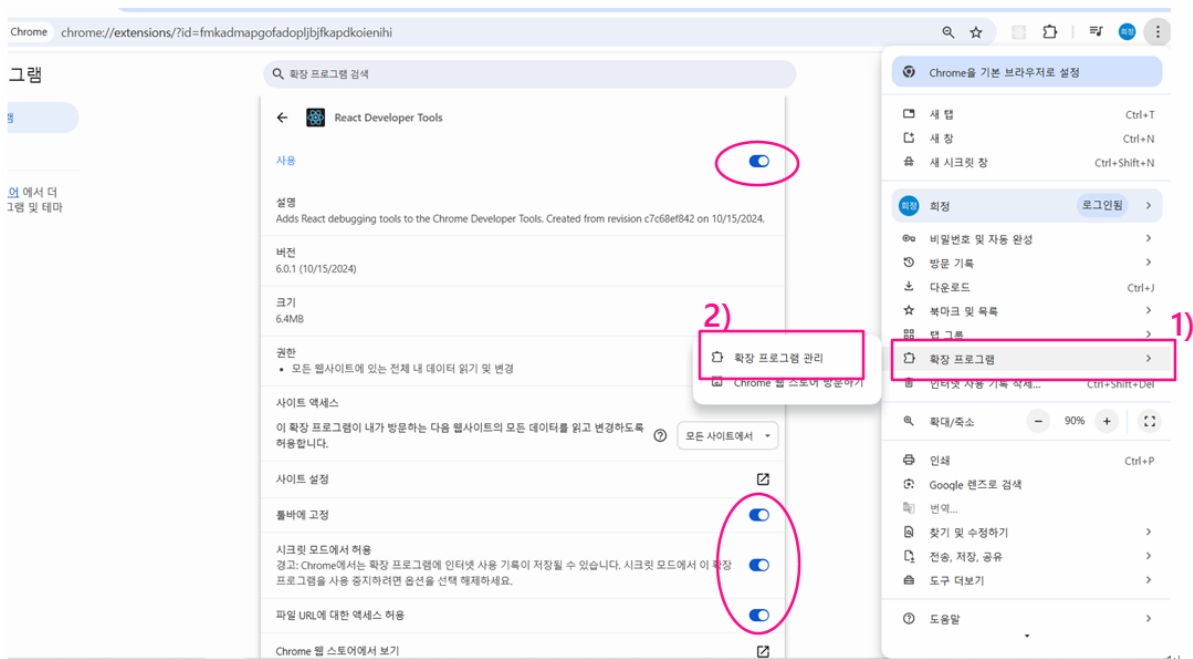 Chrome chrome://extensions/?id=fmkadmapgofadopljbjfkapdkoienihi
희정
그램
확장 프로그램 검색
React Developer Tools
사용
어 에서 더
그램 및 테마
설명
Adds React debugging tools to the Chrome Developer Tools. Created from revision c7c68ef842 on 10/15/2024.
버전
6.0.1 (10/15/2024)
크기
6.4MB
권한
• 모든 웹사이트에 있는 전체 내 데이터 읽기 및 변경
사이트 액세스
이 확장 프로그램이 내가 방문하는 다음 웹사이트의 모든 데이터를 읽고 변경하도록
허용합니다.
모든 사이트에서
사이트 설정
툴바에 고정
시크릿 모드에서 허용
경고: Chrome에서는 확장 프로그램에 인터넷 사용 기록이 저장될 수 있습니다. 시크릿 모드에서 이 확장
프로그램을 사용 중지하려면 옵션을 선택 해제하세요.
파일 URL에 대한 액세스 허용
Chrome 웹 스토어에서 보기
2)
확장 프로그램 관리
Chrome 웹 스토어 방문하기
Chrome을 기본 브라우저로 설정
새 탭 Ctrl+T
새 창 Ctrl+N
새 시크릿 창 Ctrl+Shift+N
희정 희정 로그인됨
비밀번호 및 자동 완성
방문 기록
다운로드 Ctrl+J
북마크 및 목록
탭 그룹
1)
확장 프로그램
인터넷 사용 기록 삭제... Ctrl+Shift+Del
확대/축소 − 90% +
인쇄 Ctrl+P
Google 렌즈로 검색
번역...
찾기 및 수정하기
전송, 저장, 공유
도구 더보기
도움말